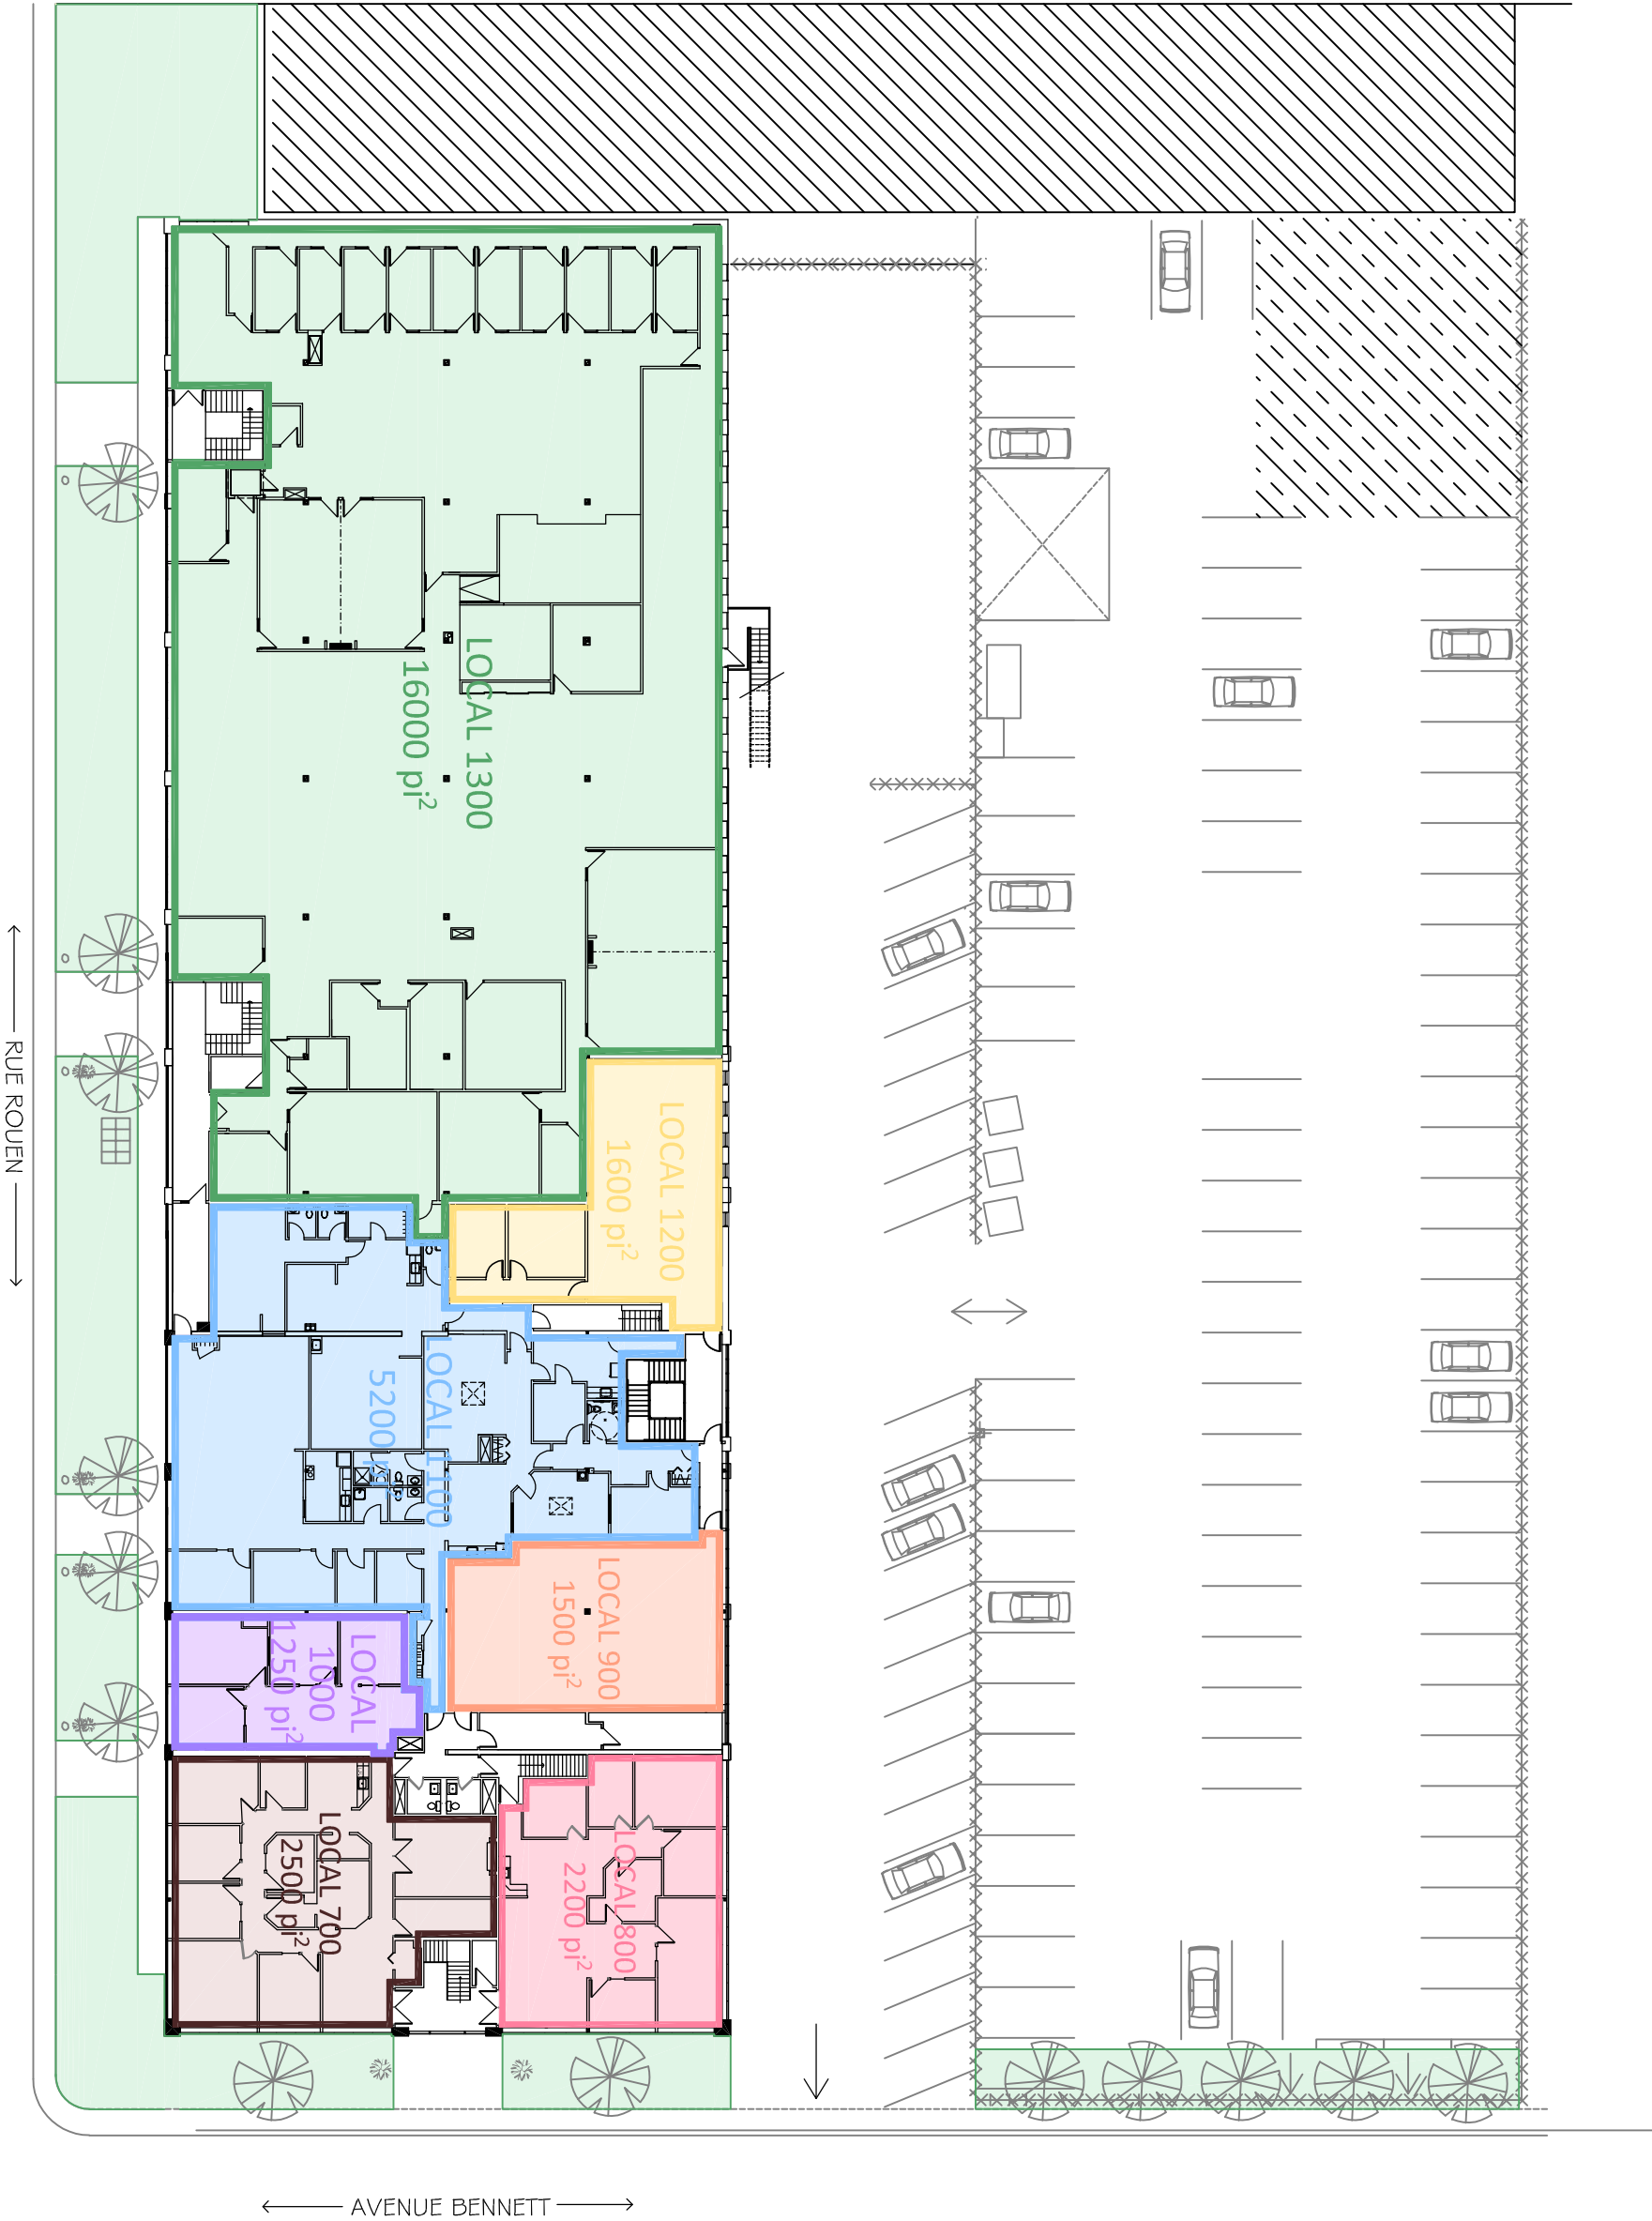 LOCAL 1300
16000 pi²
LOCAL 1200
1600 pi²
LOCAL 1100
5200 pi²
LOCAL 900
1500 pi²
LOCAL
1000
1250 pi²
LOCAL 700
2500 pi²
LOCAL 800
2200 pi²
RUE ROUEN
AVENUE BENNETT